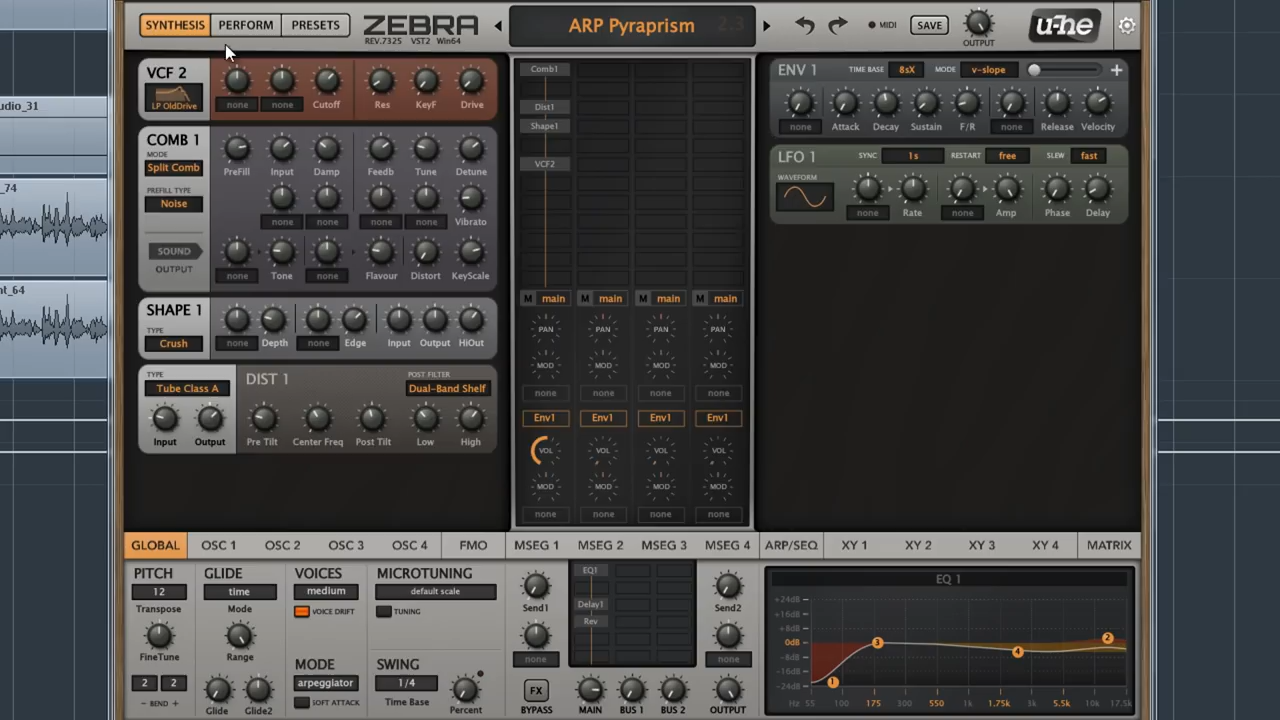 SYNTHESIS PERFORM PRESETS
ZEBRA
REV.7325 VST2 Win64
ARP Pyraprism 2.3
MIDI SAVE
OUTPUT
u-he
udio_31
_74
nt_64
VCF 2
LP OldDrive
none none Cutoff Res KeyF Drive
COMB 1
MODE
Split Comb
PREFILL TYPE
Noise
SOUND
OUTPUT
PreFill Input Damp Feedb Tune Detune
none none none none Vibrato
none Tone none Flavour Distort KeyScale
SHAPE 1
TYPE
Crush
none Depth none Edge Input Output HiOut
TYPE
Tube Class A
DIST 1
POST FILTER
Dual-Band Shelf
Input Output Pre Tilt Center Freq Post Tilt Low High
Comb1
Dist1
Shape1
VCF2
M main M main M main M main
PAN PAN PAN PAN
MOD MOD MOD MOD
none none none none
Env1 Env1 Env1 Env1
VOL VOL VOL VOL
MOD MOD MOD MOD
none none none none
ENV 1 TIME BASE 8sX MODE v-slope +
none Attack Decay Sustain F/R none Release Velocity
LFO 1 SYNC 1s RESTART free SLEW fast
WAVEFORM
none Rate none Amp Phase Delay
GLOBAL OSC 1 OSC 2 OSC 3 OSC 4 FMO MSEG 1 MSEG 2 MSEG 3 MSEG 4 ARP/SEQ XY 1 XY 2 XY 3 XY 4 MATRIX
PITCH
12
Transpose
FineTune
2 2
- BEND +
GLIDE
time
Mode
Range
Glide Glide2
VOICES
medium
VOICE DRIFT
MODE
arpeggiator
SOFT ATTACK
MICROTUNING
default scale
TUNING
SWING
1/4
Time Base
Percent
Send1
none
FX
BYPASS
EQ1
Delay1
Rev
MAIN BUS 1 BUS 2
Send2
none
OUTPUT
EQ 1
+24dB
+16dB
+8dB
0dB
-8dB
-16dB
-24dB
1 3 4 2
Hz 55 100 175 300 550 1k 1.75k 3k 5.5k 10k 17.5k